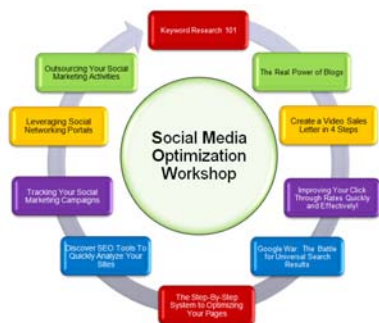 Keyword Research 101
The Real Power of Blogs
Create a Video Sales
Letter in 4 Steps
Improving Your Click
Through Rates Quickly
and Effectively!
Google War: The Battle
for Universal Search
Results
The Step-By-Step
System to Optimizing
Your Pages
Discover SEO Tools To
Quickly Analyze Your
Sites
Tracking Your Social
Marketing Campaigns
Leveraging Social
Networking Portals
Outsourcing Your Social
Marketing Activities
Social Media
Optimization
Workshop